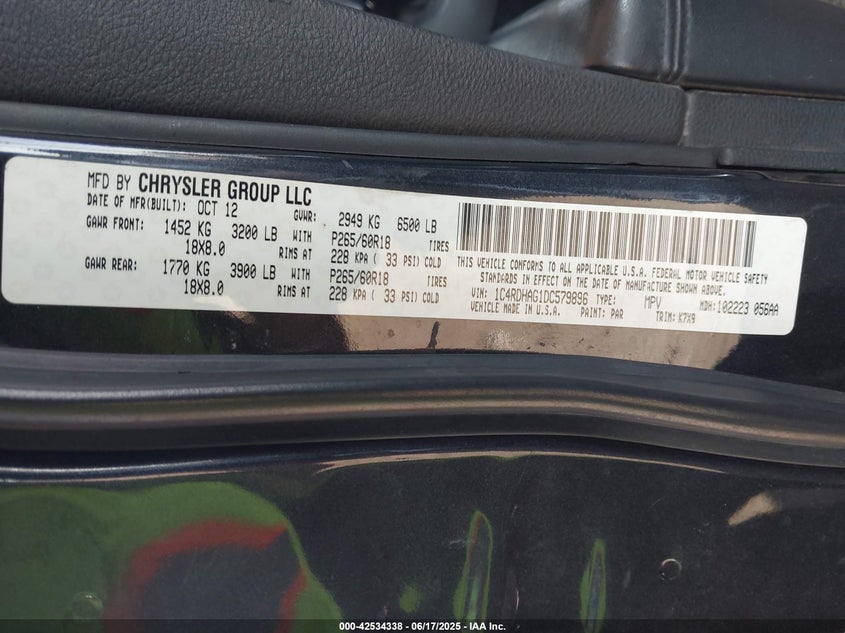 MFD BY CHRYSLER GROUP LLC
DATE OF MFR(BUILT): OCT 12 GVWR: 2949 KG 6500 LB
GAWR FRONT: 1452 KG 3200 LB WITH P265/60R18 TIRES
18X8.0 RIMS AT 228 KPA ( 33 PSI) COLD
GAWR REAR: 1770 KG 3900 LB WITH P265/60R18 TIRES
18X8.0 RIMS AT 228 KPA ( 33 PSI) COLD
THIS VEHICLE CONFORMS TO ALL APPLICABLE U.S.A. FEDERAL MOTOR VEHICLE SAFETY
STANDARDS IN EFFECT ON THE DATE OF MANUFACTURE SHOWN ABOVE.
VIN: 1C4RDHAG1DC579896 TYPE: MPV MDH: 102223 056AA
VEHICLE MADE IN U.S.A. PAINT: PAR TRIM: K7X9
000-42534338 - 06/17/2025 - IAA Inc.